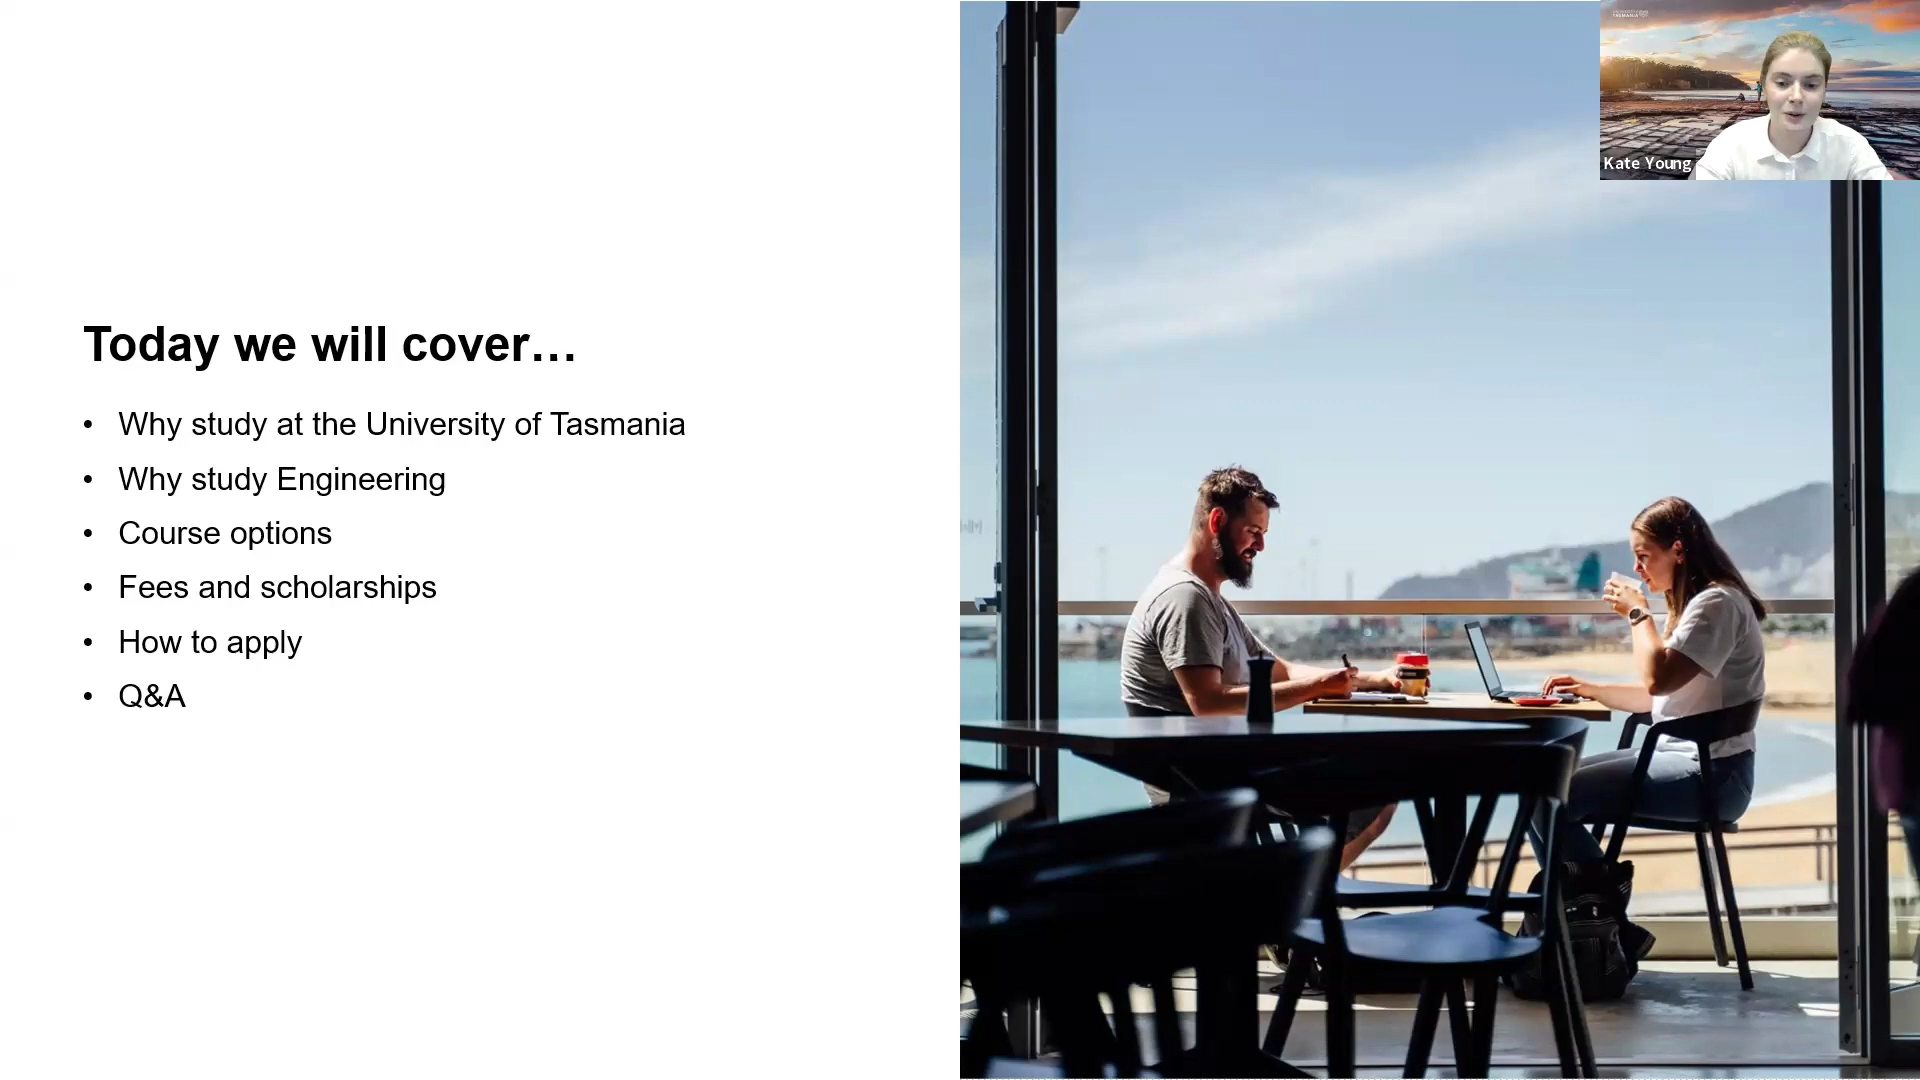 Today we will cover…
• Why study at the University of Tasmania
• Why study Engineering
• Course options
• Fees and scholarships
• How to apply
• Q&A
TASMANIA
Kate Young